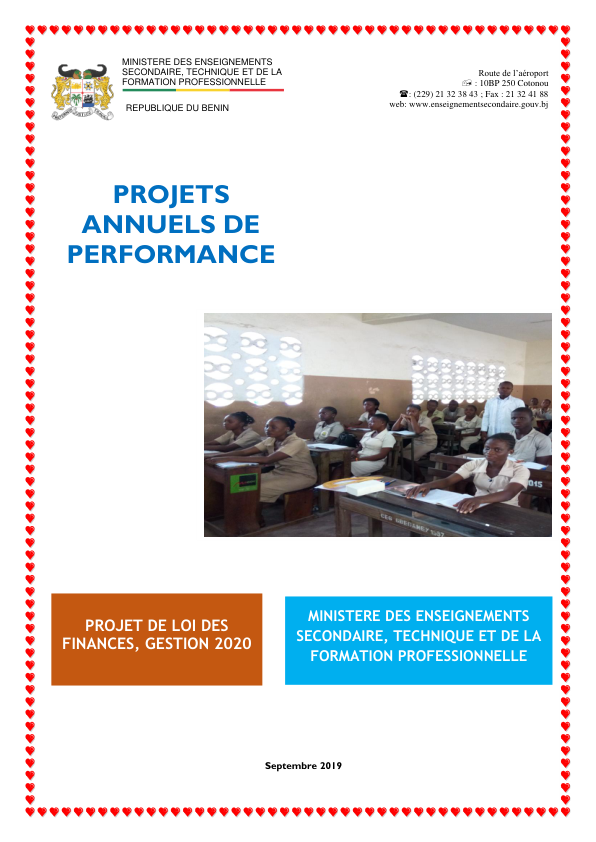 MINISTERE DES ENSEIGNEMENTS
SECONDAIRE, TECHNIQUE ET DE LA
FORMATION PROFESSIONNELLE
REPUBLIQUE DU BENIN
Route de l’aéroport
: 10BP 250 Cotonou
☎: (229) 21 32 38 43 ; Fax : 21 32 41 88
web: www.enseignementsecondaire.gouv.bj
PROJETS
ANNUELS DE
PERFORMANCE
G15
PROJET DE LOI DES
FINANCES, GESTION 2020
MINISTERE DES ENSEIGNEMENTS
SECONDAIRE, TECHNIQUE ET DE LA
FORMATION PROFESSIONNELLE
Septembre 2019